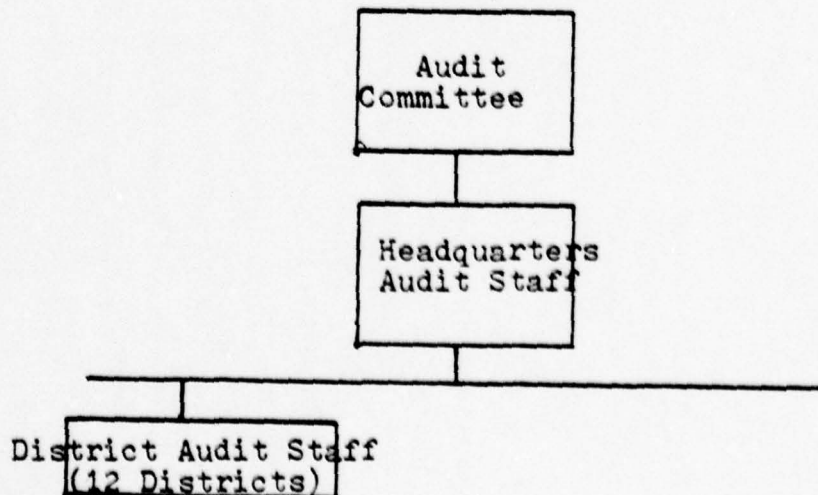 Audit
Committee
Headquarters
Audit Staff
District Audit Staff
(12 Districts)